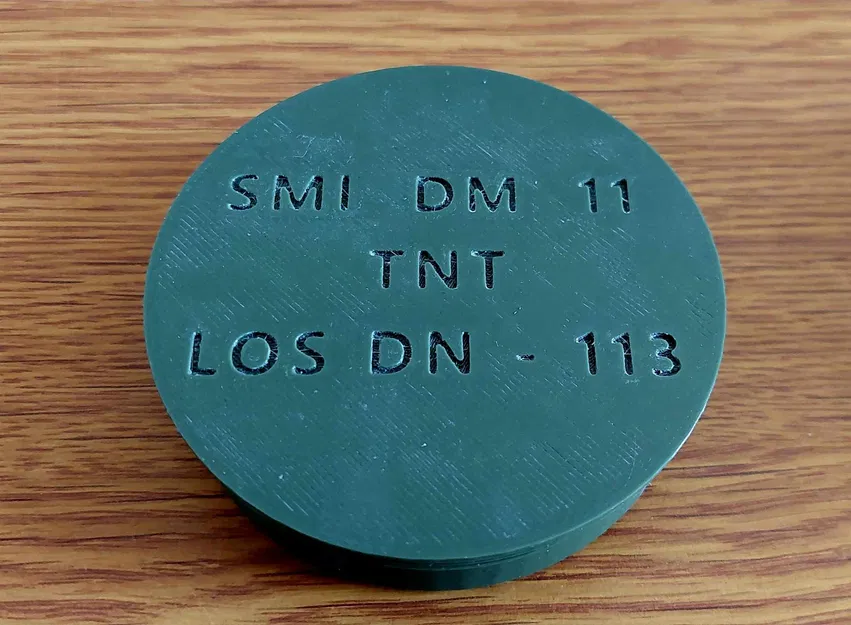 SMI DM 11
TNT
LOS DN - 113